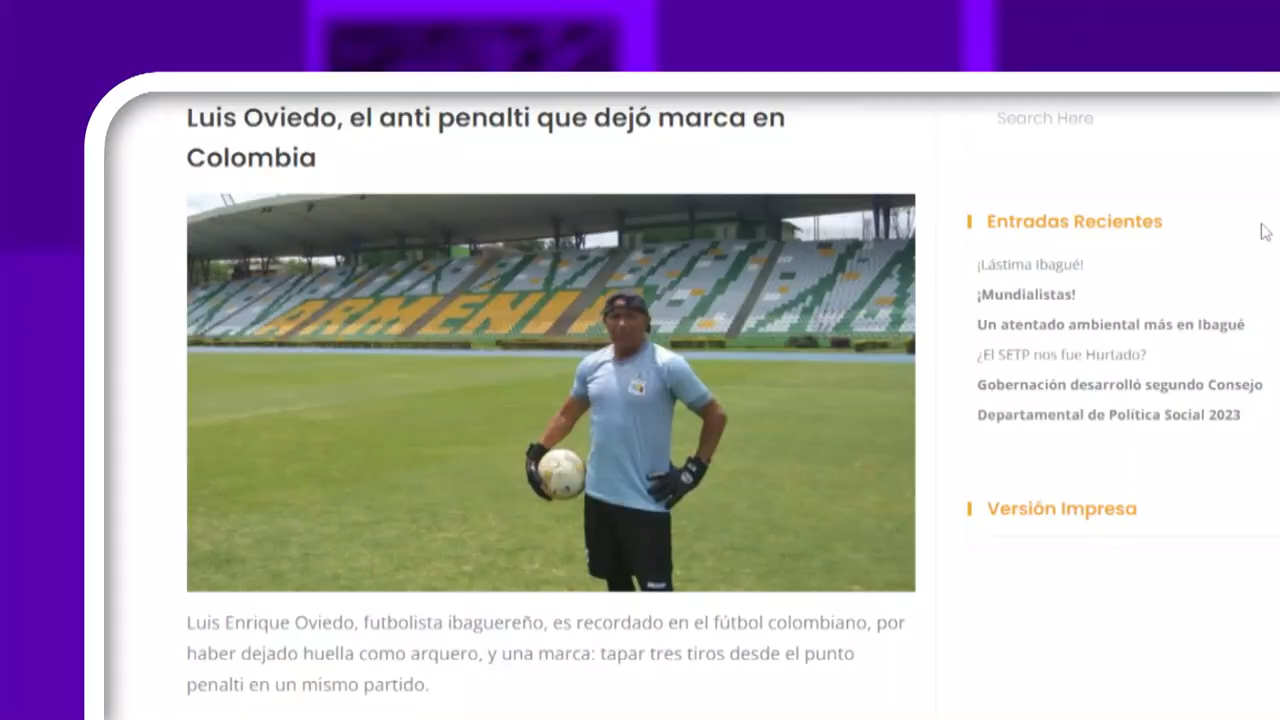 Luis Oviedo, el anti penalti que dejó marca en
Colombia
ARMENI
Luis Enrique Oviedo, futbolista ibaguereño, es recordado en el fútbol colombiano, por
haber dejado huella como arquero, y una marca: tapar tres tiros desde el punto
penalti en un mismo partido.
Search Here
Entradas Recientes
¡Lástima Ibagué!
¡Mundialistas!
Un atentado ambiental más en Ibagué
¿El SETP nos fue Hurtado?
Gobernación desarrolló segundo Consejo
Departamental de Política Social 2023
Versión Impresa